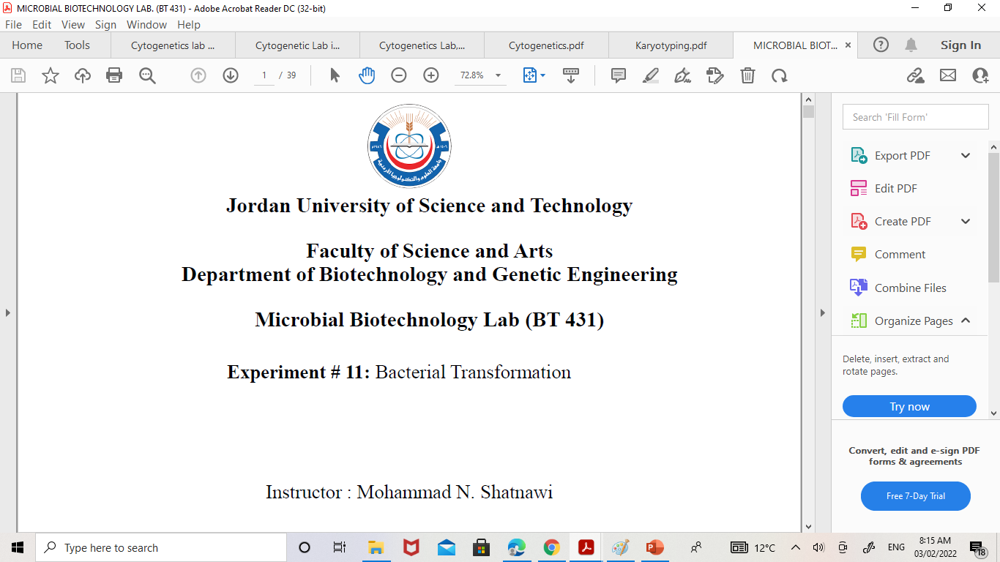 MICROBIAL BIOTECHNOLOGY LAB. (BT 431) - Adobe Acrobat Reader DC (32-bit)
File Edit View Sign Window Help
Home Tools Cytogenetics lab ... Cytogenetic Lab i... Cytogenetics Lab,... Cytogenetics.pdf Karyotyping.pdf MICROBIAL BIOT... Sign In
1 / 39 72.8%
جامعة العلوم والتكنولوجيا الأردنية
Jordan University of Science and Technology
Faculty of Science and Arts
Department of Biotechnology and Genetic Engineering
Microbial Biotechnology Lab (BT 431)
Experiment # 11: Bacterial Transformation
Instructor : Mohammad N. Shatnawi
Search 'Fill Form'
Export PDF
Edit PDF
Create PDF
Comment
Combine Files
Organize Pages
Delete, insert, extract and
rotate pages.
Try now
Convert, edit and e-sign PDF
forms & agreements
Free 7-Day Trial
Type here to search
12°C
ENG
8:15 AM
03/02/2022
18